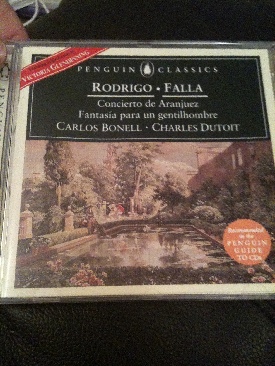 VICTORIA GLENDINNING
PENGUIN CLASSICS
RODRIGO • FALLA
Concierto de Aranjuez
Fantasía para un gentilhombre
CARLOS BONELL · CHARLES DUTOIT
Recommended
in the
PENGUIN
GUIDE
TO CDs